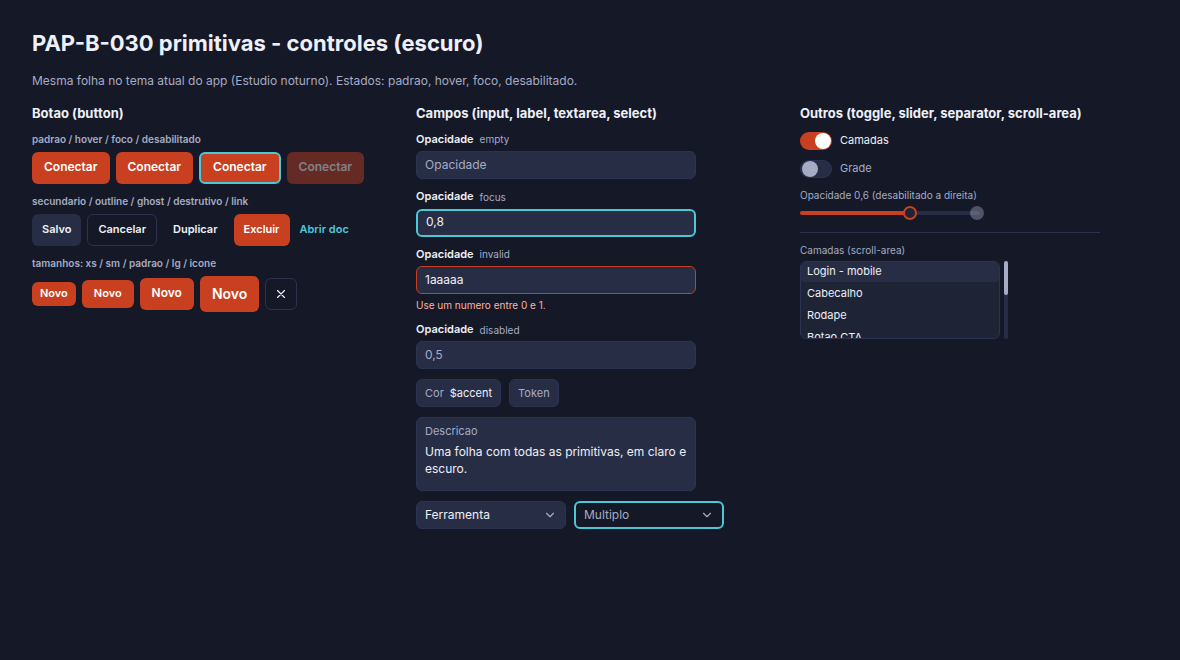 PAP-B-030 primitivas - controles (escuro)
Mesma folha no tema atual do app (Estudio noturno). Estados: padrao, hover, foco, desabilitado.
Botao (button)
padrao / hover / foco / desabilitado
Conectar Conectar Conectar Conectar
secundario / outline / ghost / destrutivo / link
Salvo Cancelar Duplicar Excluir Abrir doc
tamanhos: xs / sm / padrao / lg / icone
Novo Novo Novo Novo
Campos (input, label, textarea, select)
Opacidade empty
Opacidade
Opacidade focus
0,8
Opacidade invalid
1aaaaa
Use um numero entre 0 e 1.
Opacidade disabled
0,5
Cor $accent Token
Descricao
Uma folha com todas as primitivas, em claro e
escuro.
Ferramenta Multiplo
Outros (toggle, slider, separator, scroll-area)
Camadas
Grade
Opacidade 0,6 (desabilitado a direita)
Camadas (scroll-area)
Login - mobile
Cabecalho
Rodape
Botao CTA